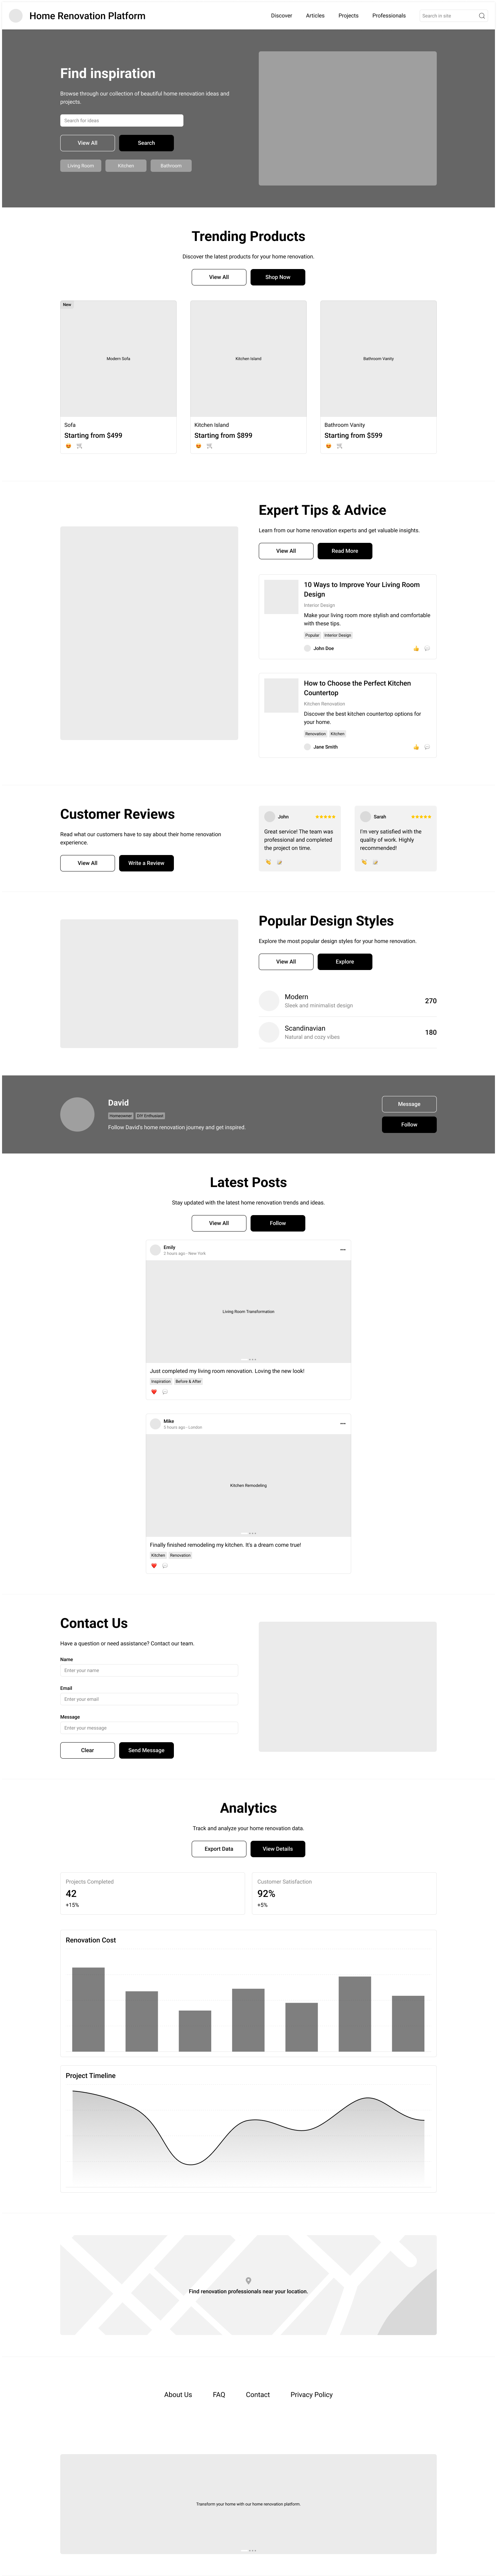 Home Renovation Platform
Discover
Articles
Projects
Professionals
Search in site
Find inspiration
Browse through our collection of beautiful home renovation ideas and
projects.
Search for ideas
View All
Search
Living Room
Kitchen
Bathroom
Trending Products
Discover the latest products for your home renovation.
View All
Shop Now
New
Modern Sofa
Sofa
Starting from $499
Kitchen Island
Kitchen Island
Starting from $899
Bathroom Vanity
Bathroom Vanity
Starting from $599
Expert Tips & Advice
Learn from our home renovation experts and get valuable insights.
View All
Read More
10 Ways to Improve Your Living Room
Design
Interior Design
Make your living room more stylish and comfortable
with these tips.
Popular
Interior Design
John Doe
How to Choose the Perfect Kitchen
Countertop
Kitchen Renovation
Discover the best kitchen countertop options for
your home.
Renovation
Kitchen
Jane Smith
Customer Reviews
Read what our customers have to say about their home renovation
experience.
View All
Write a Review
John
Great service! The team was
professional and completed
the project on time.
Sarah
I'm very satisfied with the
quality of work. Highly
recommended!
Popular Design Styles
Explore the most popular design styles for your home renovation.
View All
Explore
Modern
Sleek and minimalist design
270
Scandinavian
Natural and cozy vibes
180
David
Homeowner
DIY Enthusiast
Follow David's home renovation journey and get inspired.
Message
Follow
Latest Posts
Stay updated with the latest home renovation trends and ideas.
View All
Follow
Emily
2 hours ago · New York
Living Room Transformation
Just completed my living room renovation. Loving the new look!
Inspiration
Before & After
Mike
5 hours ago · London
Kitchen Remodeling
Finally finished remodeling my kitchen. It's a dream come true!
Kitchen
Renovation
Contact Us
Have a question or need assistance? Contact our team.
Name
Enter your name
Email
Enter your email
Message
Enter your message
Clear
Send Message
Analytics
Track and analyze your home renovation data.
Export Data
View Details
Projects Completed
42
+15%
Customer Satisfaction
92%
+5%
Renovation Cost
Project Timeline
Find renovation professionals near your location.
About Us
FAQ
Contact
Privacy Policy
Transform your home with our home renovation platform.